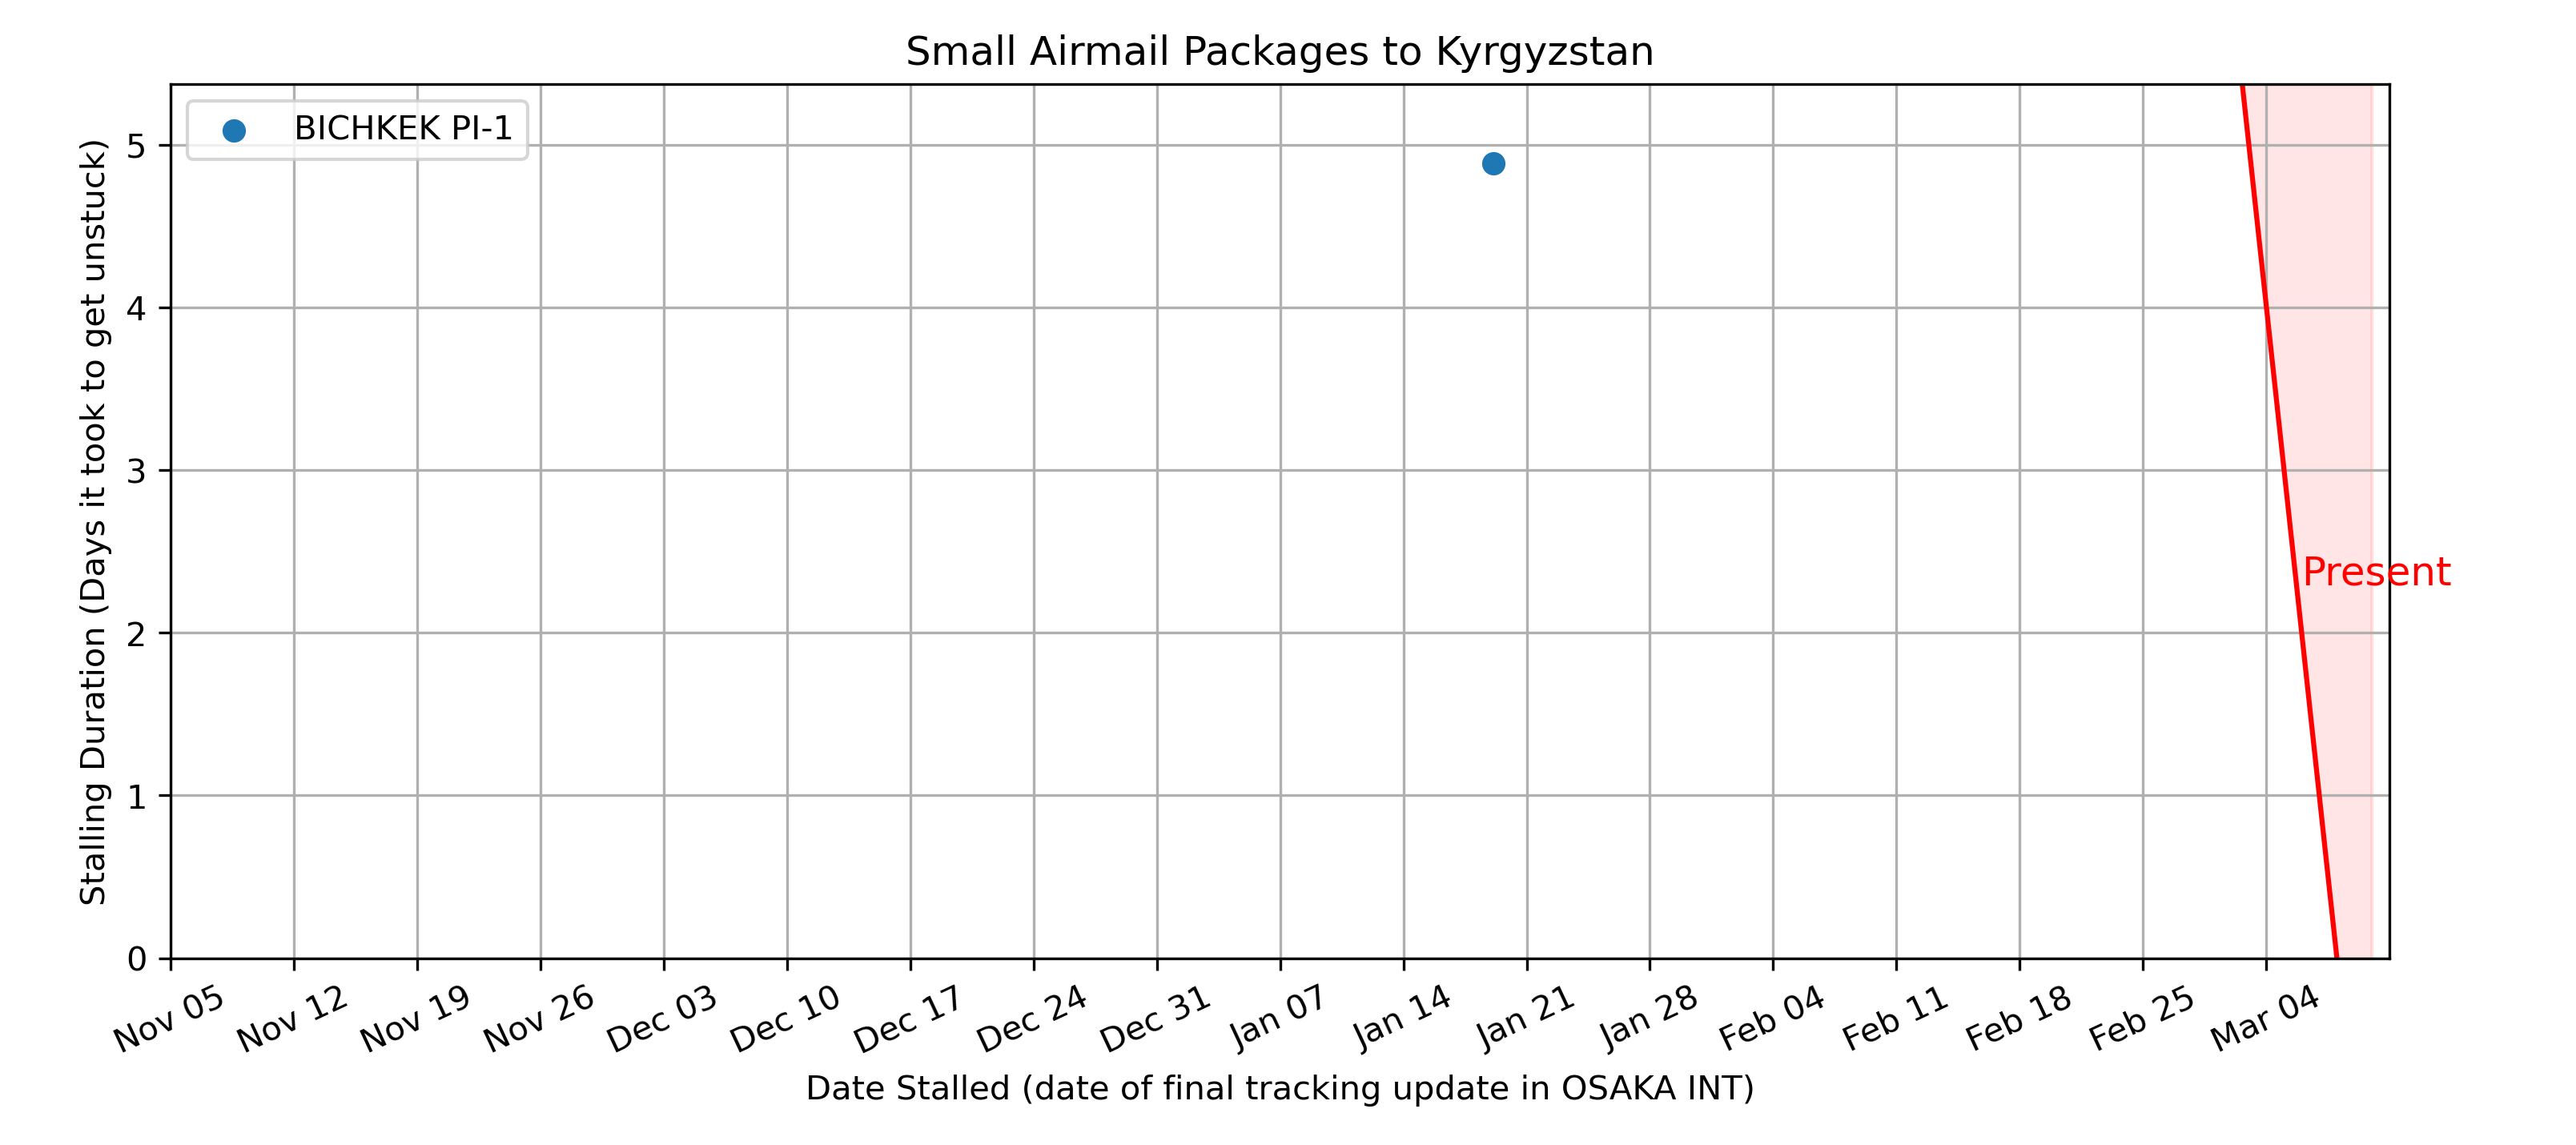 Small Airmail Packages to Kyrgyzstan
BICHKEK PI-1
Stalling Duration (Days it took to get unstuck)
5
4
3
2
1
0
Present
Nov 05
Nov 12
Nov 19
Nov 26
Dec 03
Dec 10
Dec 17
Dec 24
Dec 31
Jan 07
Jan 14
Jan 21
Jan 28
Feb 04
Feb 11
Feb 18
Feb 25
Mar 04
Date Stalled (date of final tracking update in OSAKA INT)